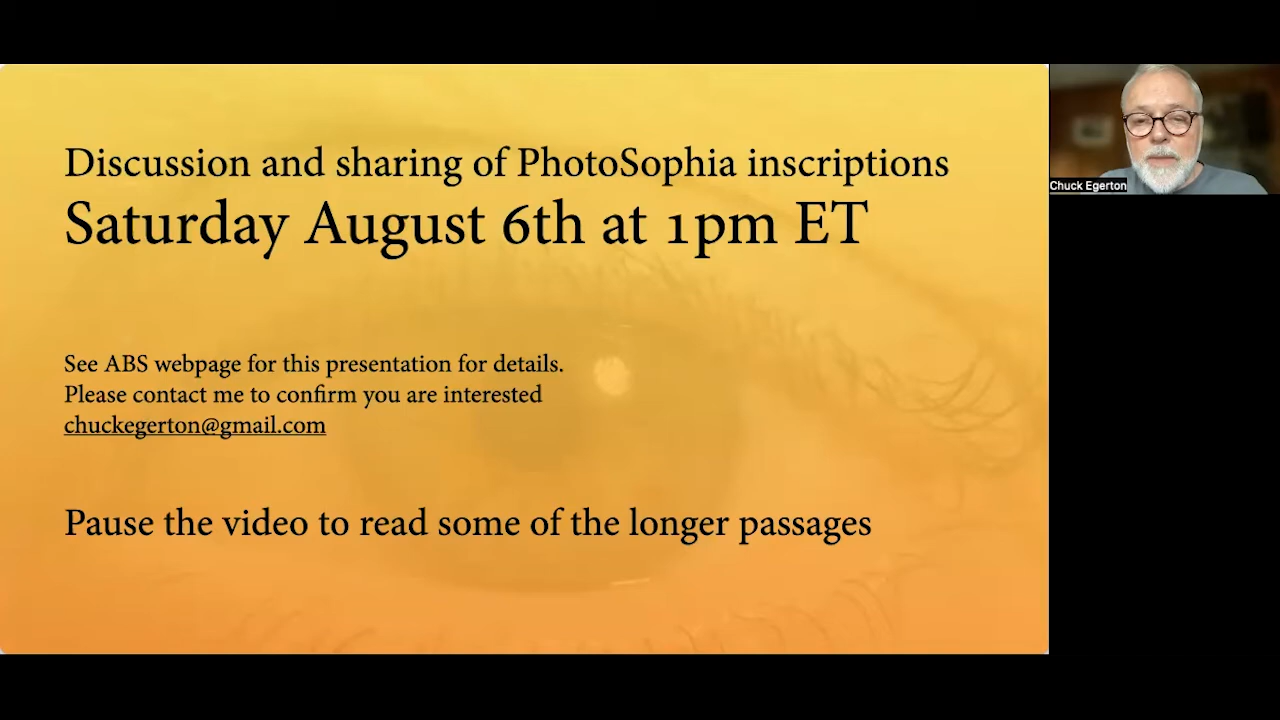 Discussion and sharing of PhotoSophia inscriptions
Saturday August 6th at 1pm ET
See ABS webpage for this presentation for details.
Please contact me to confirm you are interested
chuckegerton@gmail.com
Pause the video to read some of the longer passages
Chuck Egerton